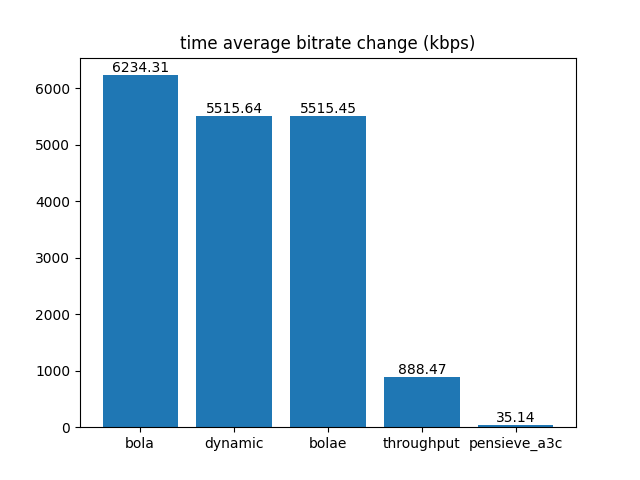 time average bitrate change (kbps)
6234.31
5515.64
5515.45
888.47
35.14
6000
5000
4000
3000
2000
1000
0
bola
dynamic
bolae
throughput
pensieve_a3c